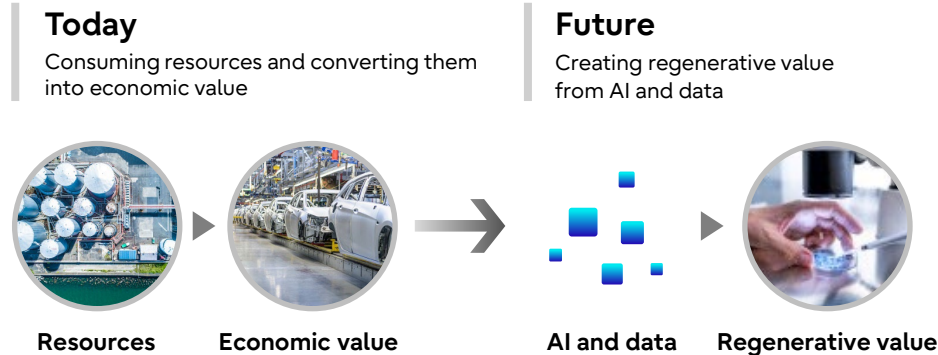 Today
Consuming resources and converting them
into economic value
Future
Creating regenerative value
from AI and data
Resources
Economic value
AI and data
Regenerative value